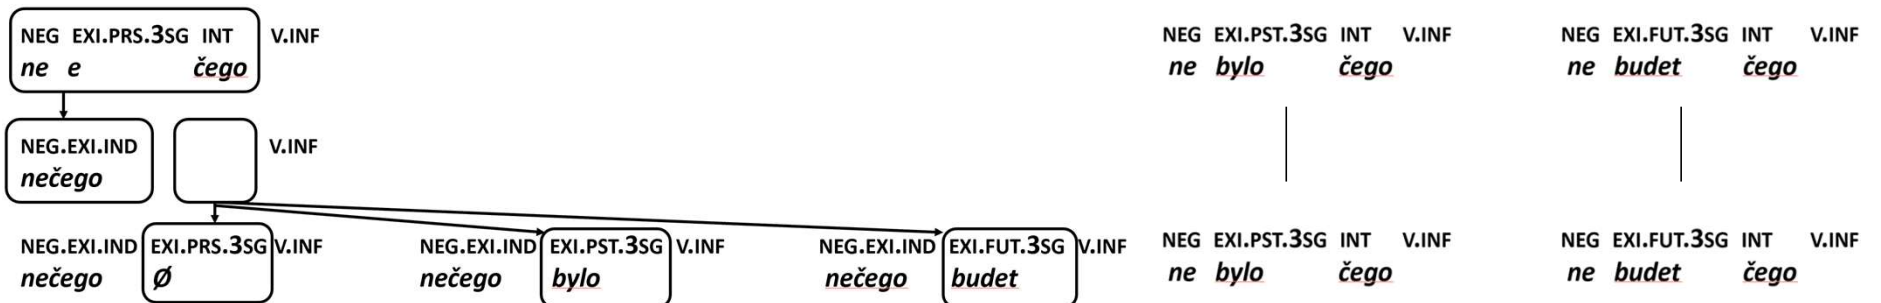 NEG EXI.PRS.3SG INT V.INF NEG EXI.PST.3SG INT V.INF NEG EXI.FUT.3SG INT V.INF
ne e čego ne bylo čego ne budet čego
NEG.EXI.IND V.INF
nečego
NEG.EXI.IND EXI.PRS.3SG V.INF NEG.EXI.IND EXI.PST.3SG V.INF NEG.EXI.IND EXI.FUT.3SG V.INF NEG EXI.PST.3SG INT V.INF NEG EXI.FUT.3SG INT V.INF
nečego Ø nečego bylo nečego budet ne bylo čego ne budet čego